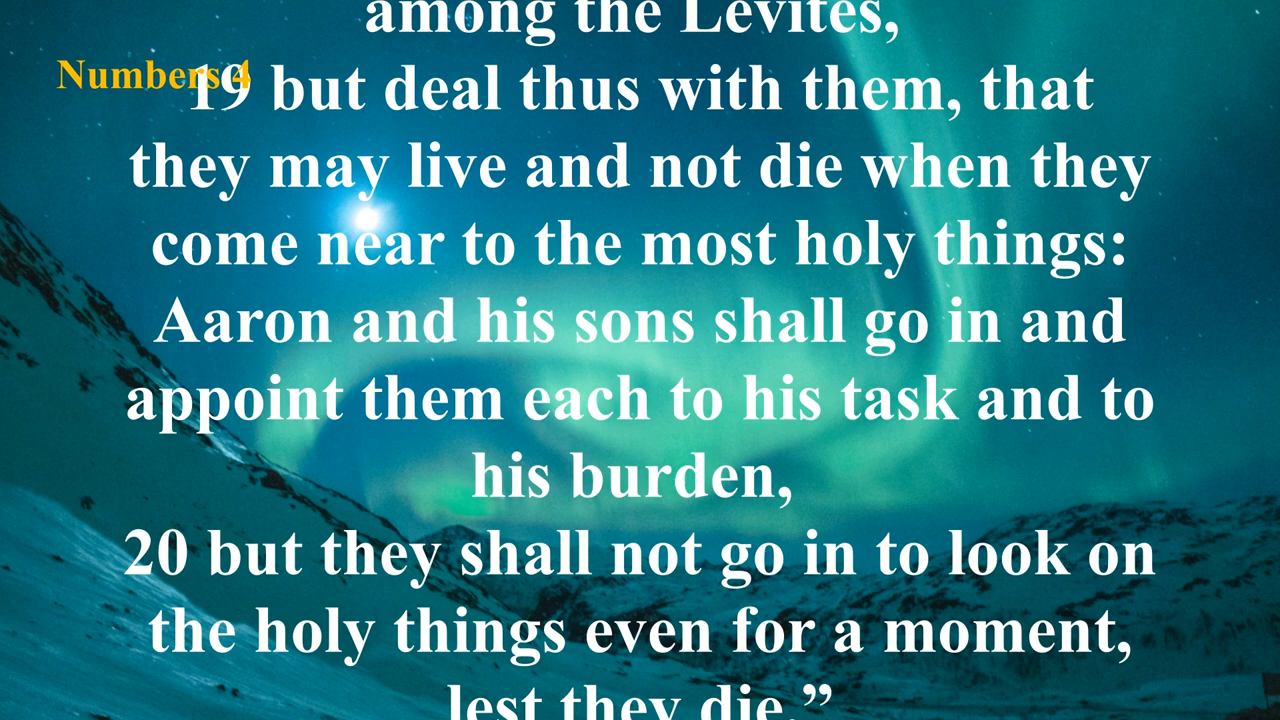 among the Levites,
Numbers 4
19 but deal thus with them, that
they may live and not die when they
come near to the most holy things:
Aaron and his sons shall go in and
appoint them each to his task and to
his burden,
20 but they shall not go in to look on
the holy things even for a moment,
lest they die.”